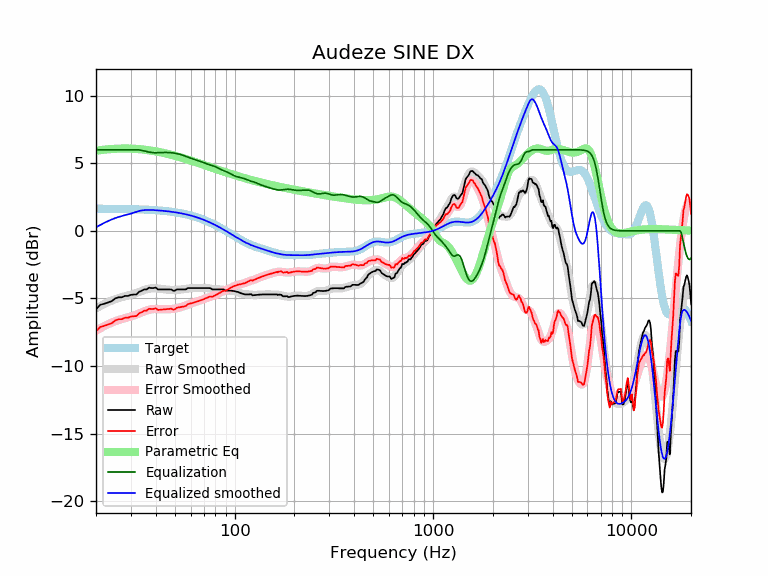 Audeze SINE DX
10
5
0
−5
−10
−15
−20
Amplitude (dBr)
Target
Raw Smoothed
Error Smoothed
Raw
Error
Parametric Eq
Equalization
Equalized smoothed
100
1000
10000
Frequency (Hz)